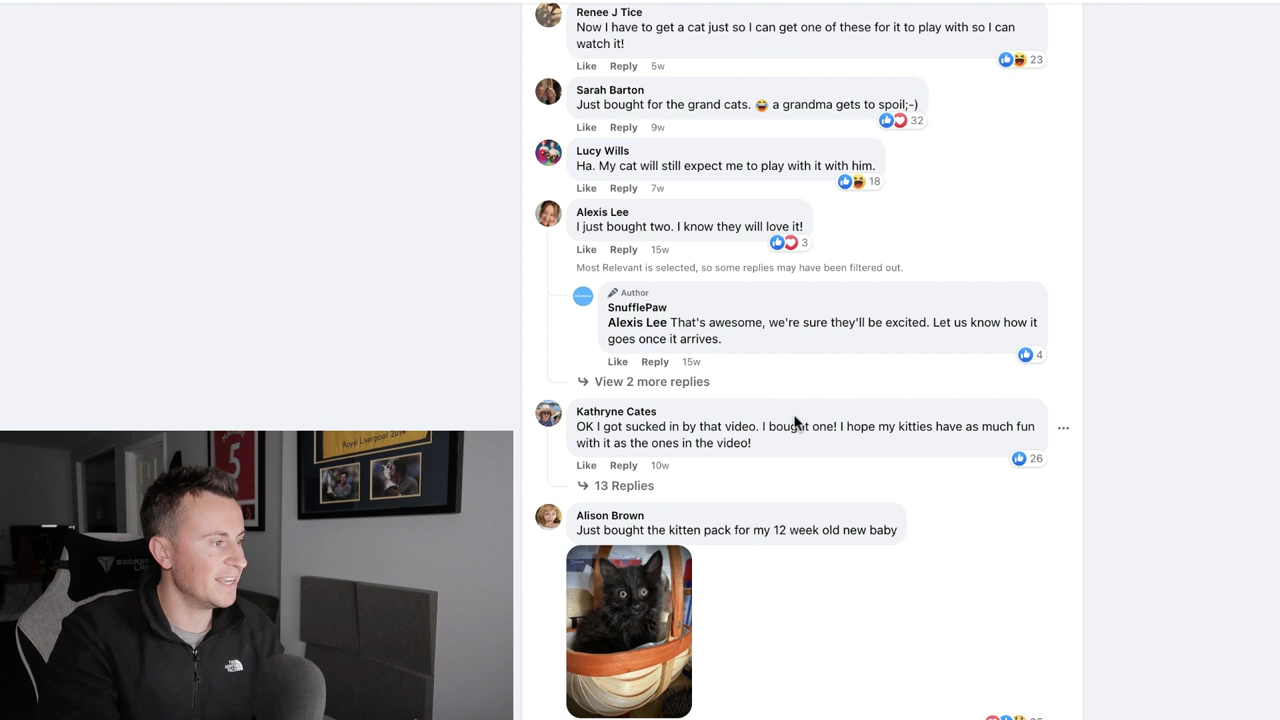 Renee J Tice
Now I have to get a cat just so I can get one of these for it to play with so I can
watch it!
23
Like Reply 5w
Sarah Barton
Just bought for the grand cats. 😂 a grandma gets to spoil;-)
32
Like Reply 9w
Lucy Wills
Ha. My cat will still expect me to play with it with him.
18
Like Reply 7w
Alexis Lee
I just bought two. I know they will love it!
3
Like Reply 15w
Most Relevant is selected, so some replies may have been filtered out.
Author
SnufflePaw
Alexis Lee That's awesome, we're sure they'll be excited. Let us know how it
goes once it arrives.
4
Like Reply 15w
View 2 more replies
Kathryne Cates
OK I got sucked in by that video. I bought one! I hope my kitties have as much fun
with it as the ones in the video!
26
Like Reply 10w
13 Replies
Alison Brown
Just bought the kitten pack for my 12 week old new baby
Royal Liverpool 2014
5